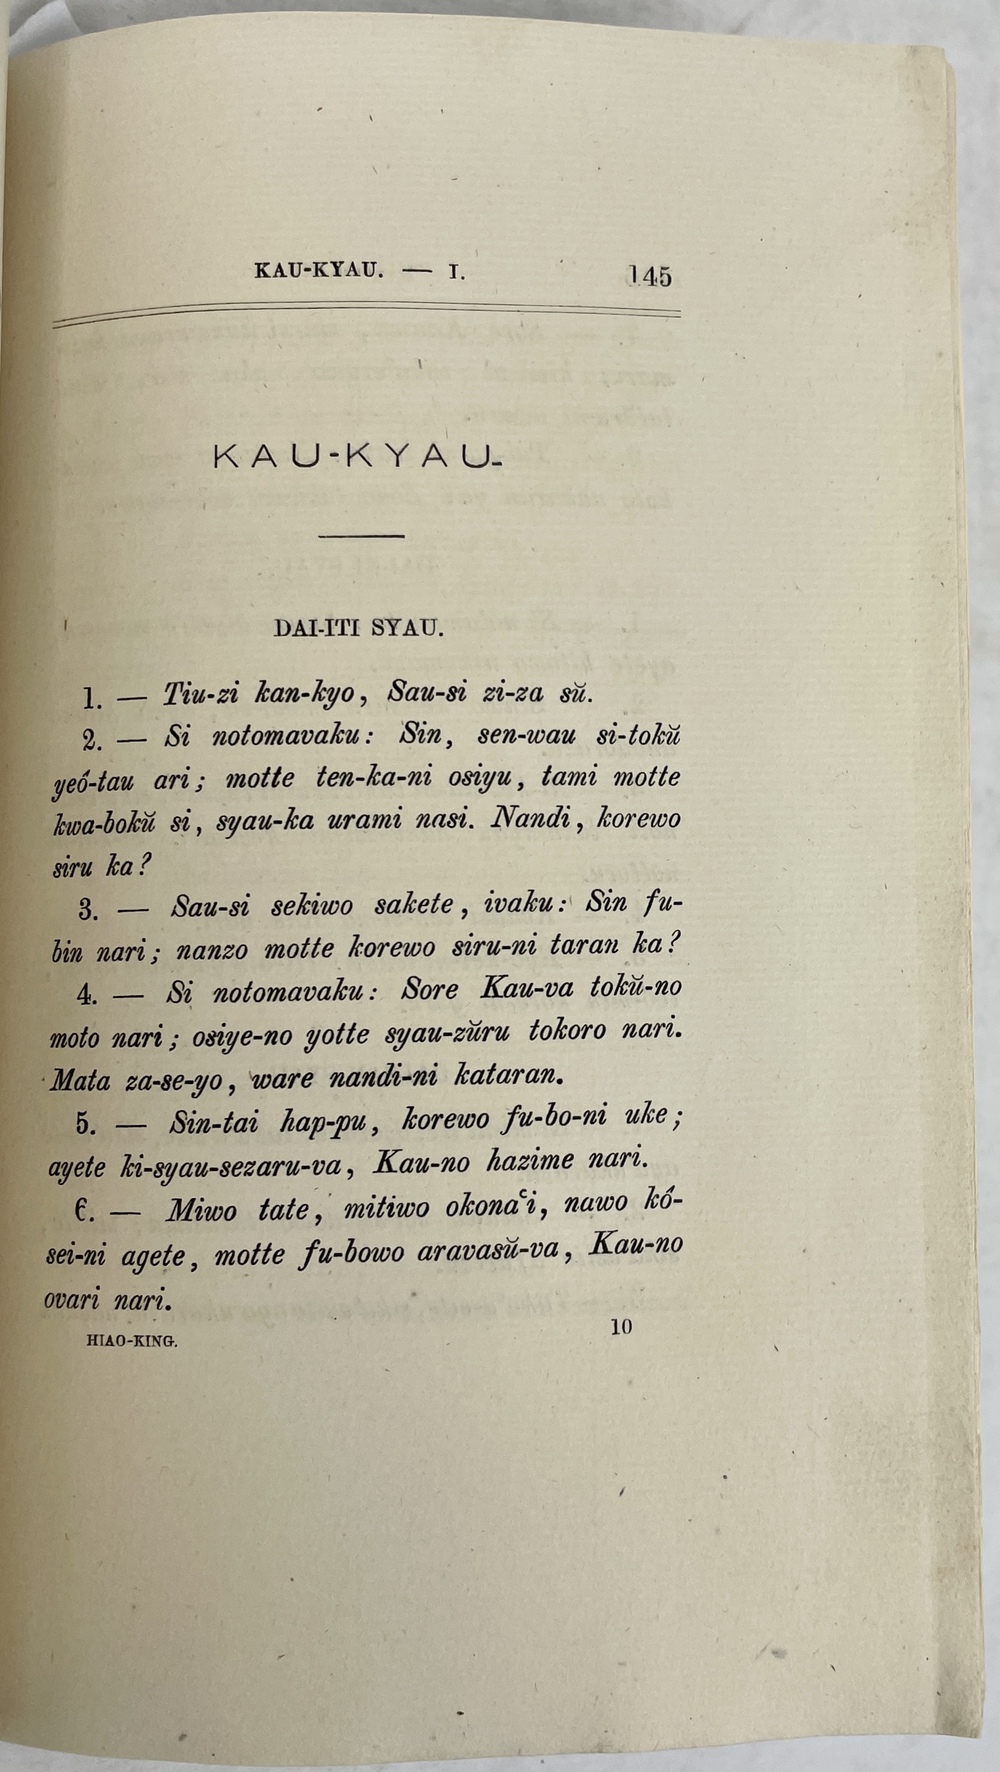 KAU-KYAU. — I. 145
KAU-KYAU.
DAI-ITI SYAU.
1. — Tiu-zi kan-kyo, Sau-si zi-za sŭ.
2. — Si notomavaku: Sin, sen-wau si-tokŭ
yeó-tau ari; motte ten-ka-ni osiyu, tami motte
kwa-bokŭ si, syau-ka urami nasi. Nandi, korewo
siru ka?
3. — Sau-si sekiwo sakete, ivaku: Sin fu-
bin nari; nanzo motte korewo siru-ni taran ka?
4. — Si notomavaku: Sore Kau-va tokŭ-no
moto nari; osiye-no yotte syau-zŭru tokoro nari.
Mata za-se-yo, ware nandi-ni kataran.
5. — Sin-tai hap-pu, korewo fu-bo-ni uke;
ayete ki-syau-sezaru-va, Kau-no hazime nari.
6. — Miwo tate, mitiwo okonaʿi, nawo kó-
sei-ni agete, motte fu-bowo aravasŭ-va, Kau-no
ovari nari.
HIAO-KING. 10